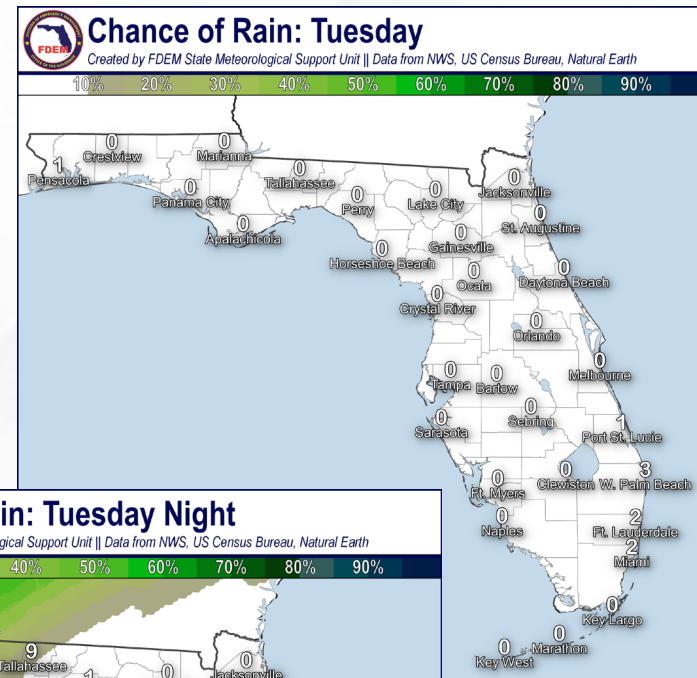 FDEM
Chance of Rain: Tuesday
Created by FDEM State Meteorological Support Unit || Data from NWS, US Census Bureau, Natural Earth
10% 20% 30% 40% 50% 60% 70% 80% 90%
0
Crestview
0
Marianna
1
Pensacola
0
Tallahassee
0
Jacksonville
0
Panama City
0
Perry
0
Lake City
0
St. Augustine
0
Apalachicola
0
Gainesville
0
Horseshoe Beach
0
Ocala
0
Daytona Beach
0
Crystal River
0
Orlando
0
Tampa
0
Bartow
0
Melbourne
0
Sebring
0
Sarasota
1
Port St. Lucie
0
Ft. Myers
0
Clewiston
3
W. Palm Beach
0
Naples
2
Ft. Lauderdale
2
Miami
0
Key Largo
0
Marathon
0
Key West
in: Tuesday Night
gical Support Unit || Data from NWS, US Census Bureau, Natural Earth
40% 50% 60% 70% 80% 90%
9
Tallahassee
1
0
0
Jacksonville